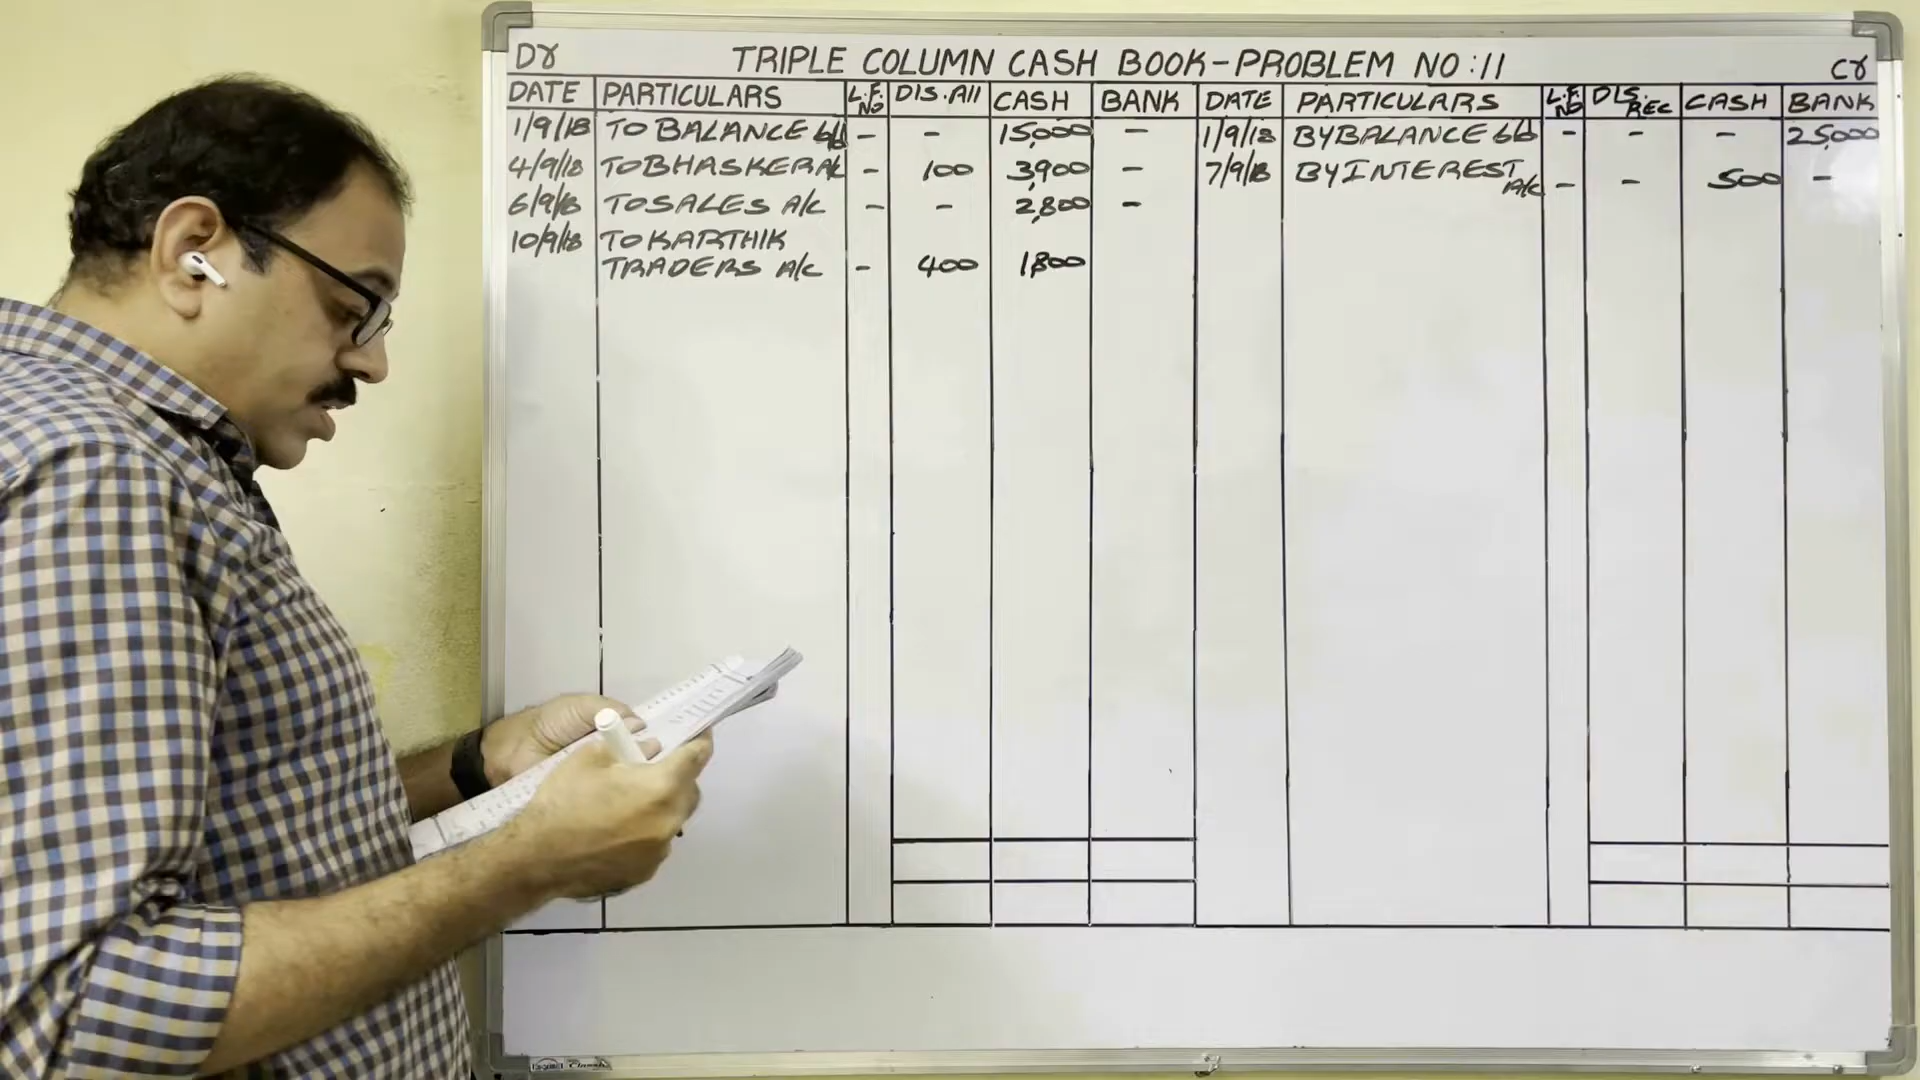 Dr TRIPLE COLUMN CASH BOOK-PROBLEM NO:11 Cr
DATE PARTICULARS L.F. NO DIS.All CASH BANK DATE PARTICULARS L.F. NO DIS. REC CASH BANK
1/9/18 TO BALANCE b/d - - 15,000 - 1/9/18 BY BALANCE b/d - - - 25,000
4/9/18 TO BHASKER A/c - 100 3,900 - 7/9/18 BY INTEREST A/c - - 500 -
6/9/18 TO SALES A/c - - 2,800 -
10/9/18 TO KARTHIK
TRADERS A/c - 400 1,800